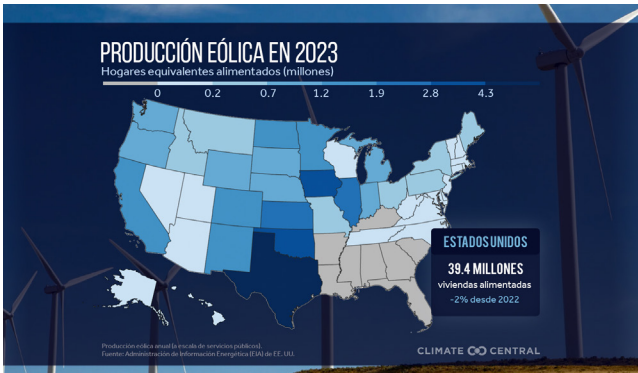 PRODUCCIÓN EÓLICA EN 2023
Hogares equivalentes alimentados (millones)
0 0.2 0.7 1.2 1.9 2.8 4.3
ESTADOS UNIDOS
39.4 MILLONES
viviendas alimentadas
-2% desde 2022
Producción eólica anual (a escala de servicios públicos).
Fuente: Administración de Información Energética (EIA) de EE. UU.
CLIMATE CENTRAL